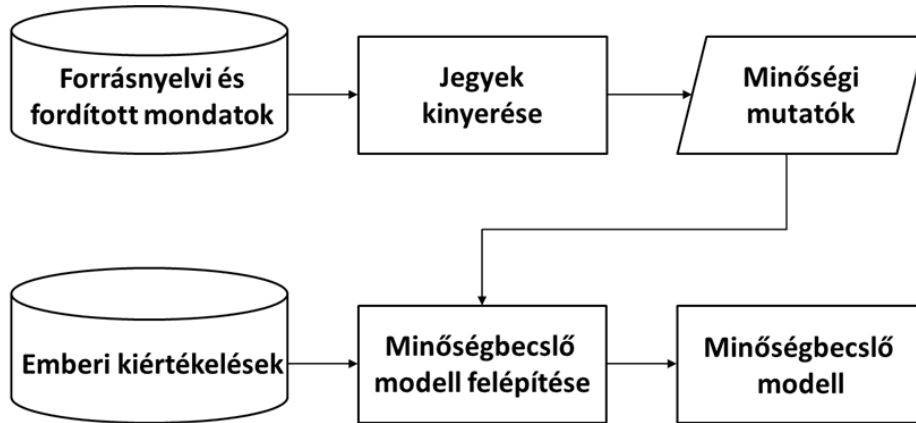 Forrásnyelvi és
fordított mondatok
Jegyek
kinyerése
Minőségi
mutatók
Emberi kiértékelések
Minőségbecslő
modell felépítése
Minőségbecslő
modell